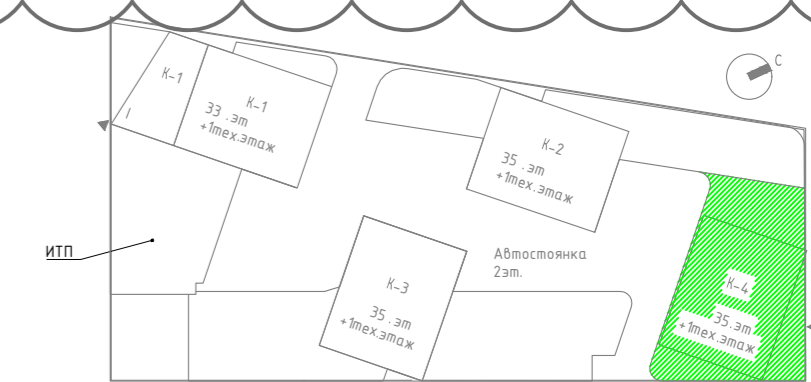 С
К-1
I
К-1
33 .эт
+1тех.этаж
К-2
35 .эт
+1тех.этаж
ИТП
Автостоянка
2эт.
К-3
35 .эт
+1тех.этаж
К-4
35.эт
+1тех.этаж